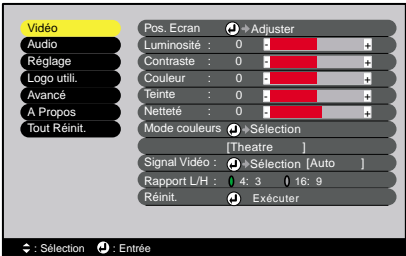 Vidéo
Audio
Réglage
Logo utili.
Avancé
A Propos
Tout Réinit.
Pos. Ecran Adjuster
Luminosité : 0 - +
Contraste : 0 - +
Couleur : 0 - +
Teinte : 0 - +
Netteté : 0 - +
Mode couleurs Sélection
[Theatre ]
Signal Vidéo : Sélection [Auto ]
Rapport L/H : 4: 3 16: 9
Réinit. Exécuter
: Sélection : Entrée